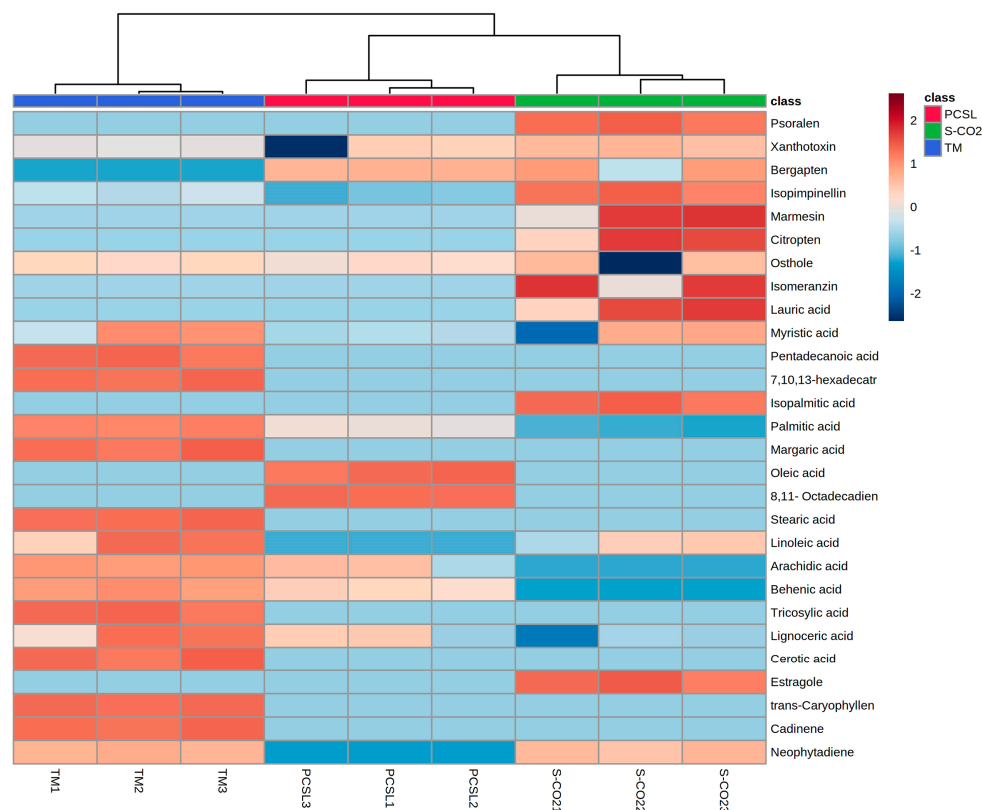 class
Psoralen
Xanthotoxin
Bergapten
Isopimpinellin
Marmesin
Citropten
Osthole
Isomeranzin
Lauric acid
Myristic acid
Pentadecanoic acid
7,10,13-hexadecatr
Isopalmitic acid
Palmitic acid
Margaric acid
Oleic acid
8,11- Octadecadien
Stearic acid
Linoleic acid
Arachidic acid
Behenic acid
Tricosylic acid
Lignoceric acid
Cerotic acid
Estragole
trans-Caryophyllen
Cadinene
Neophytadiene
TM1
TM2
TM3
PCSL3
PCSL1
PCSL2
S-CO21
S-CO22
S-CO23
2
1
0
-1
-2
class
PCSL
S-CO2
TM